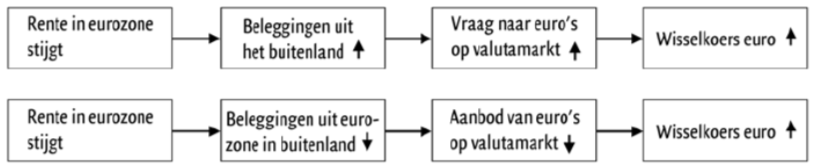 Rente in eurozone
stijgt
Beleggingen uit
het buitenland ↑
Vraag naar euro's
op valutamarkt ↑
Wisselkoers euro ↑
Rente in eurozone
stijgt
Beleggingen uit euro-
zone in buitenland ↓
Aanbod van euro's
op valutamarkt ↓
Wisselkoers euro ↑